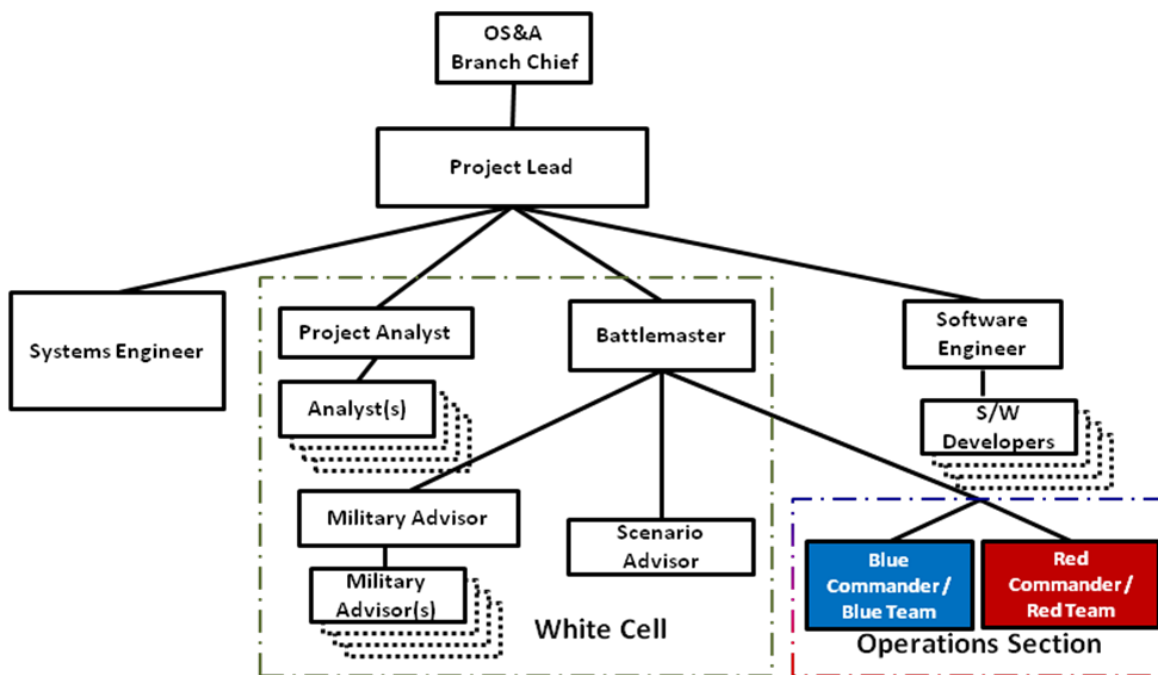 OS&A
Branch Chief
Project Lead
Systems Engineer
Project Analyst
Battlemaster
Software
Engineer
Analyst(s)
S/W
Developers
Military Advisor
Scenario
Advisor
Military
Advisor(s)
White Cell
Blue
Commander /
Blue Team
Red
Commander /
Red Team
Operations Section